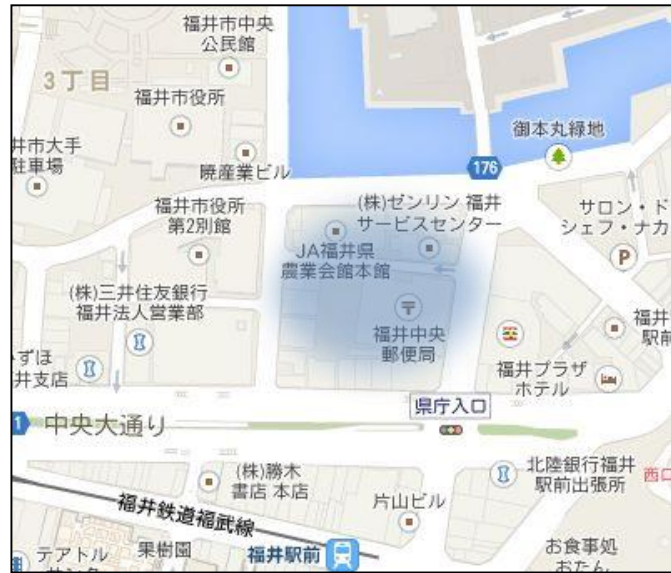 福井市中央
公民館
3丁目
福井市役所
御本丸緑地
井市大手
駐車場
暁産業ビル
176
福井市役所
第2別館
(株)ゼンリン 福井
サービスセンター
サロン・ド
シェフ・ナカ
JA福井県
農業会館本館
P
(株)三井住友銀行
福井法人営業部
福井中央
郵便局
福井
駅前
ずほ
井支店
福井プラザ
ホテル
県庁入口
1
中央大通り
(株)勝木
書店 本店
片山ビル
北陸銀行福井
駅前出張所
西口
福井鉄道福武線
テアトル
果樹園
福井駅前
お食事処
おたん